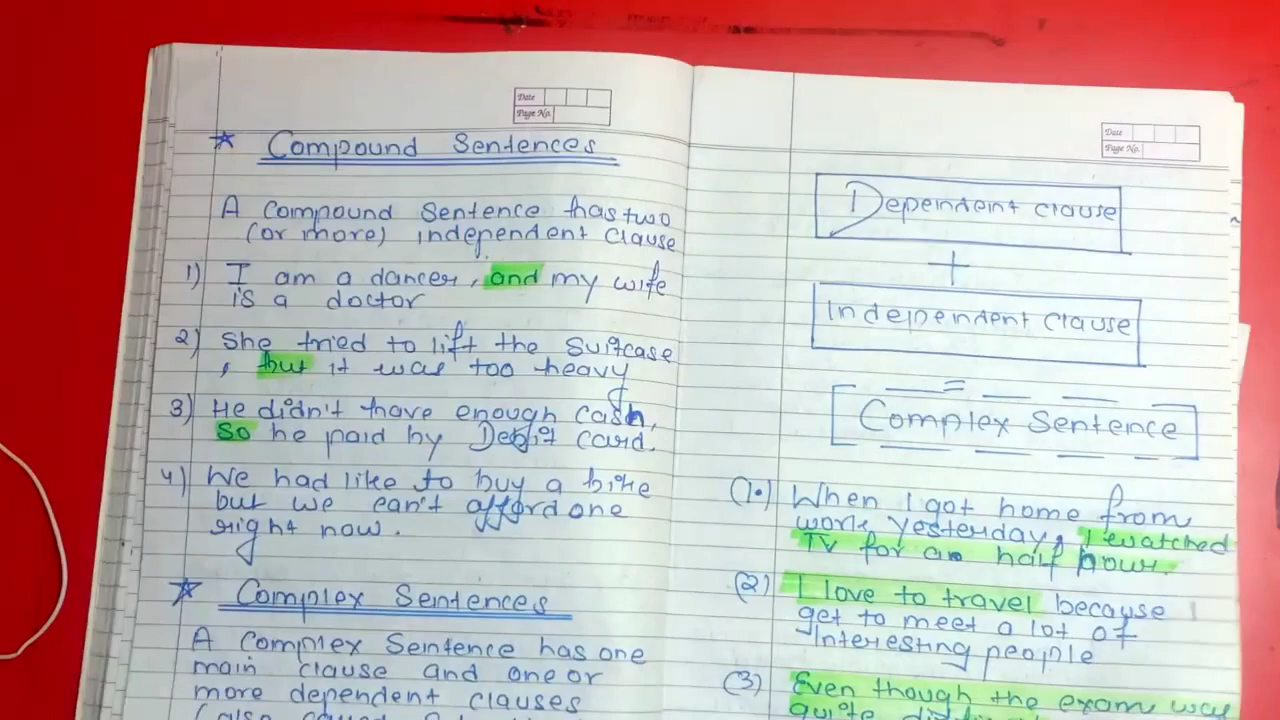 Date
Page No.
Compound Sentences
A compound sentence has two
(or more) independent clause
1) I am a dancer, and my wife
is a doctor
2) She tried to lift the suitcase
, but it was too heavy
3) He didn't have enough cash,
so he paid by Debit card.
4) We had like to buy a bike
but we can't afford one
right now.
Complex Sentences
A complex sentence has one
main clause and one or
more dependent clauses
(also
Date
Page No.
Dependent clause
+
Independent clause
=
Complex Sentence
(1.) When I got home from
work yesterday, I watched
TV for an half hour.
(2) I love to travel because I
get to meet a lot of
interesting people
(3) Even though the exam was
quite